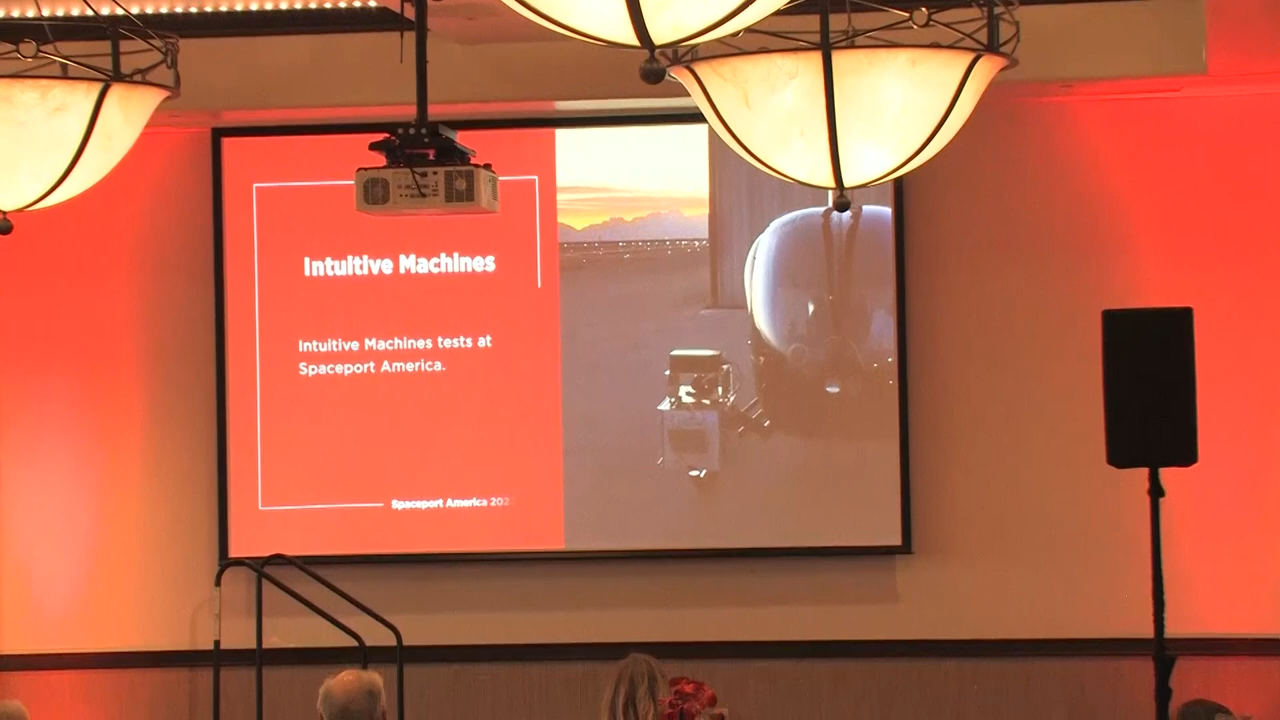 Intuitive Machines
Intuitive Machines tests at
Spaceport America.
Spaceport America 202